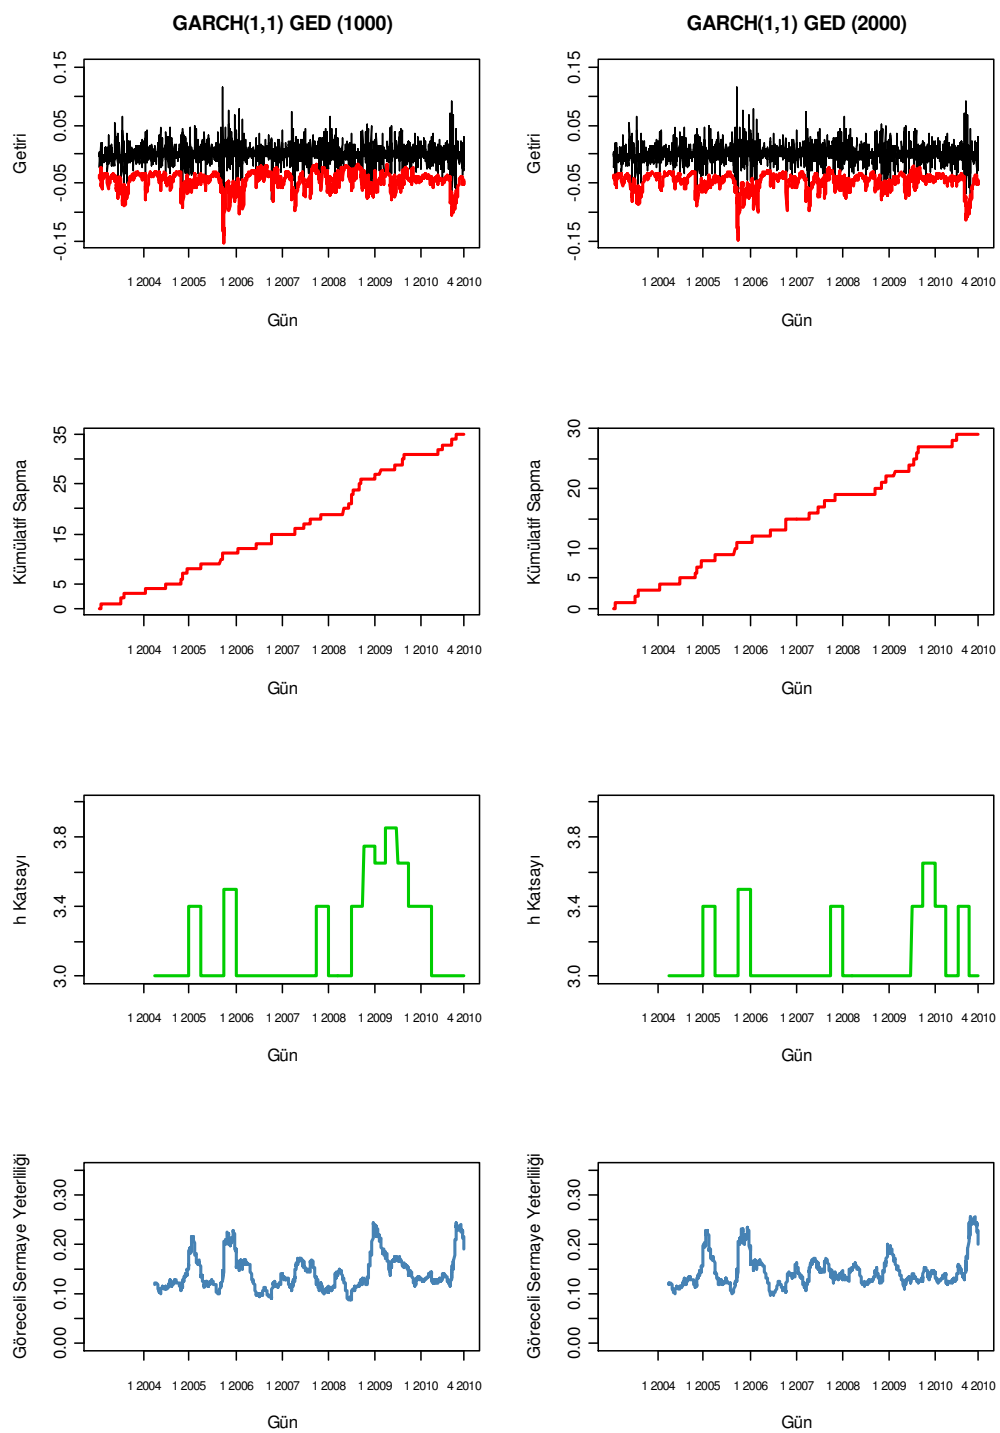 GARCH(1,1) GED (1000)
Getiri
0.15
0.05
-0.05
-0.15
1 2004 1 2005 1 2006 1 2007 1 2008 1 2009 1 2010 4 2010
Gün
GARCH(1,1) GED (2000)
Getiri
0.15
0.05
-0.05
-0.15
1 2004 1 2005 1 2006 1 2007 1 2008 1 2009 1 2010 4 2010
Gün
Kümülatif Sapma
35
25
15
5
0
1 2004 1 2005 1 2006 1 2007 1 2008 1 2009 1 2010 4 2010
Gün
Kümülatif Sapma
30
20
10
5
0
1 2004 1 2005 1 2006 1 2007 1 2008 1 2009 1 2010 4 2010
Gün
h Katsayı
3.8
3.4
3.0
1 2004 1 2005 1 2006 1 2007 1 2008 1 2009 1 2010 4 2010
Gün
h Katsayı
3.8
3.4
3.0
1 2004 1 2005 1 2006 1 2007 1 2008 1 2009 1 2010 4 2010
Gün
Göreceli Sermaye Yeterliliği
0.30
0.20
0.10
0.00
1 2004 1 2005 1 2006 1 2007 1 2008 1 2009 1 2010 4 2010
Gün
Göreceli Sermaye Yeterliliği
0.30
0.20
0.10
0.00
1 2004 1 2005 1 2006 1 2007 1 2008 1 2009 1 2010 4 2010
Gün